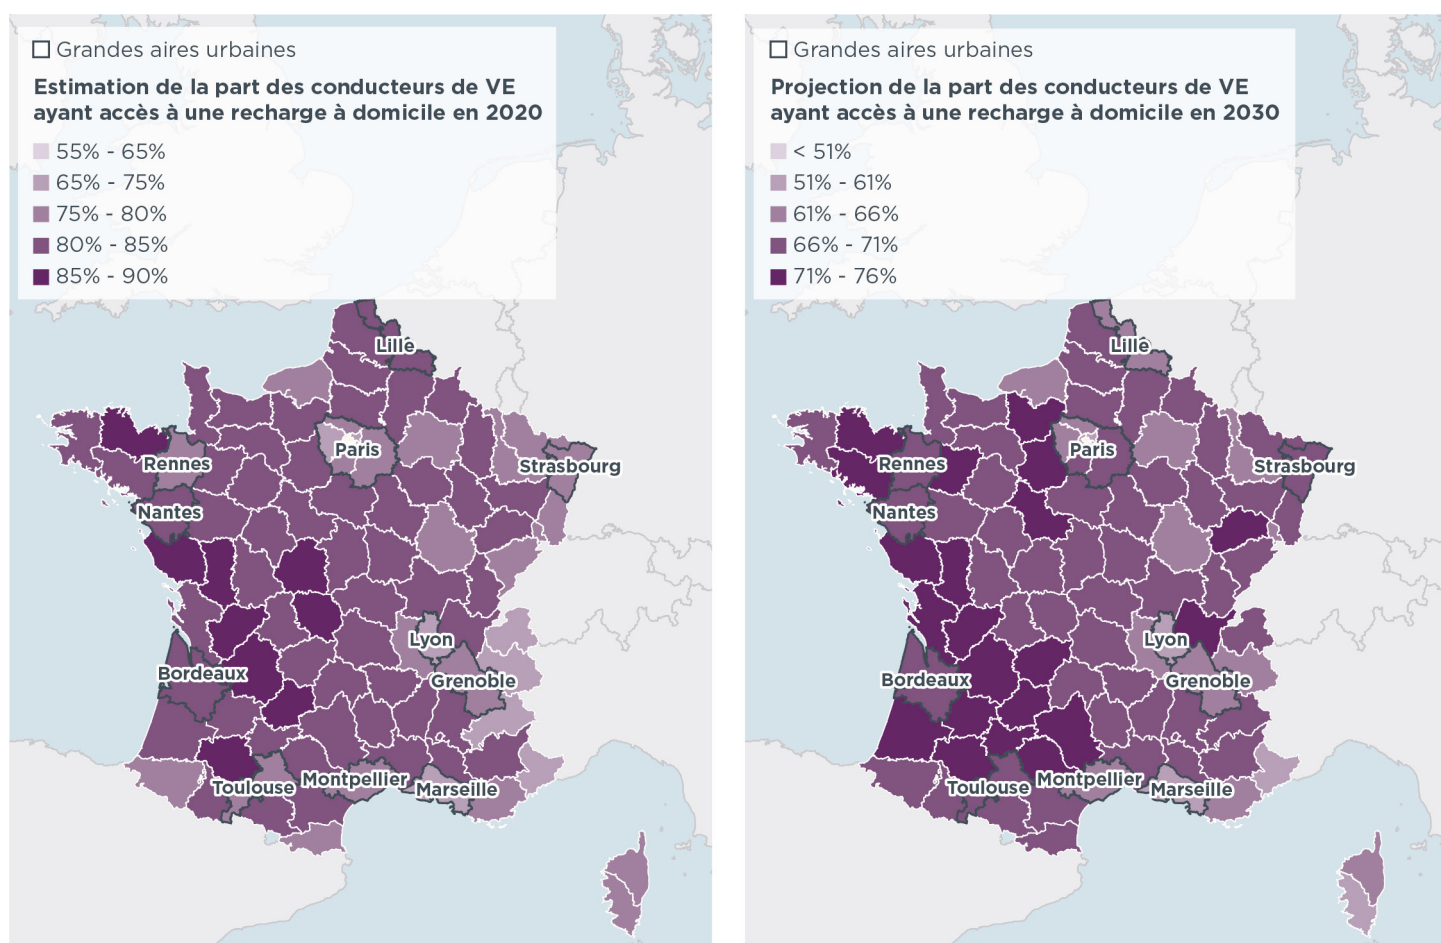 Grandes aires urbaines
Estimation de la part des conducteurs de VE
ayant accès à une recharge à domicile en 2020
55% - 65%
65% - 75%
75% - 80%
80% - 85%
85% - 90%
Lille
Paris
Rennes
Strasbourg
Nantes
Lyon
Bordeaux
Grenoble
Toulouse
Montpellier
Marseille
Grandes aires urbaines
Projection de la part des conducteurs de VE
ayant accès à une recharge à domicile en 2030
< 51%
51% - 61%
61% - 66%
66% - 71%
71% - 76%
Lille
Paris
Rennes
Strasbourg
Nantes
Lyon
Bordeaux
Grenoble
Toulouse
Montpellier
Marseille